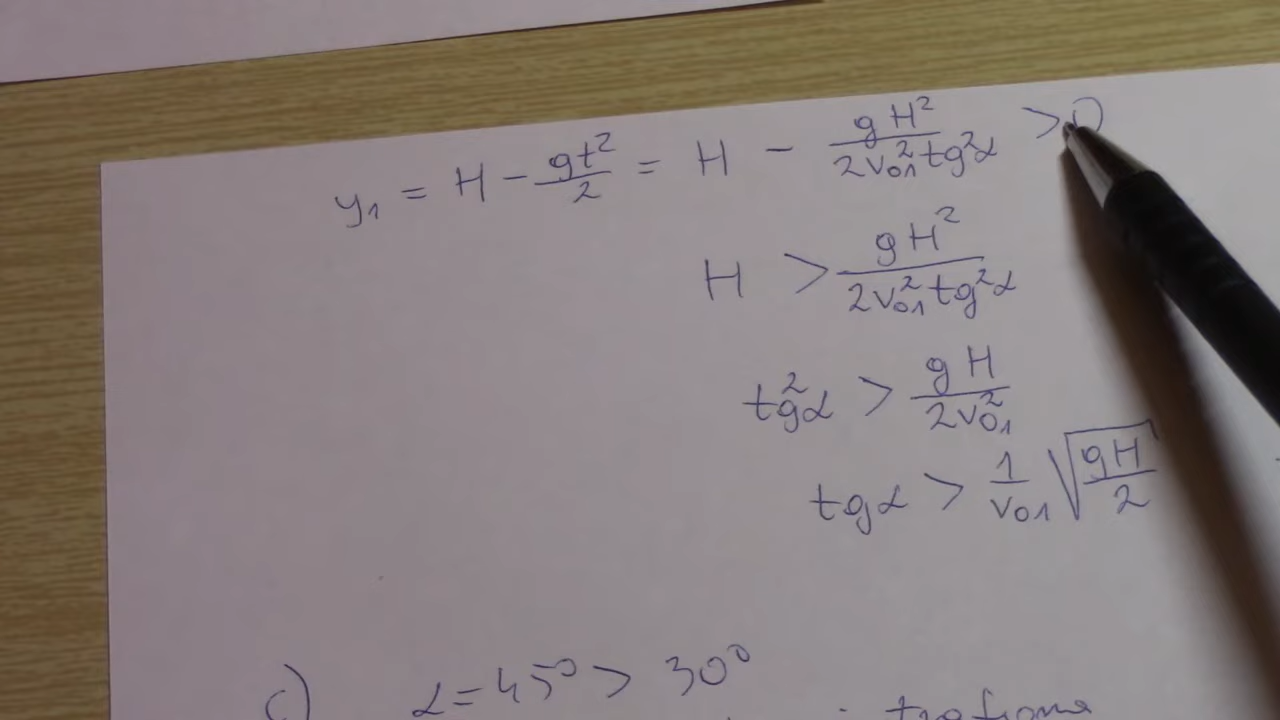 y₁ = H - gt²/2 = H - gH²/(2v₀₁²tg²α) > 0
H > gH²/(2v₀₁²tg²α)
tg²α > gH/(2v₀₁²)
tgα > 1/v₀₁ √(gH/2)
c) α = 45° > 30°